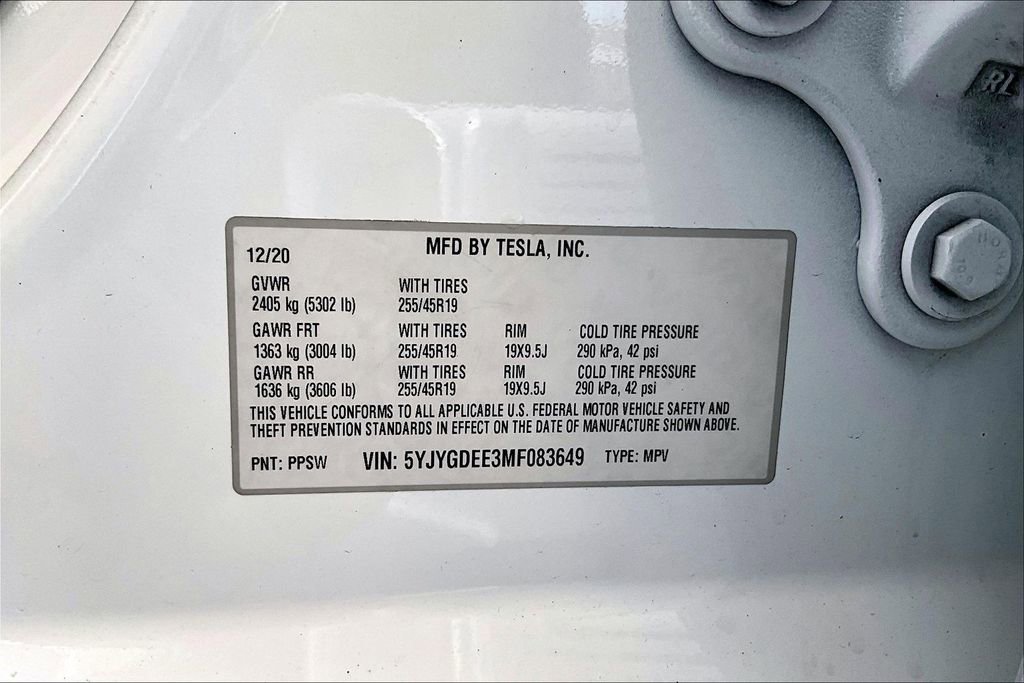 12/20 MFD BY TESLA, INC.
GVWR WITH TIRES
2405 kg (5302 lb) 255/45R19
GAWR FRT WITH TIRES RIM COLD TIRE PRESSURE
1363 kg (3004 lb) 255/45R19 19X9.5J 290 kPa, 42 psi
GAWR RR WITH TIRES RIM COLD TIRE PRESSURE
1636 kg (3606 lb) 255/45R19 19X9.5J 290 kPa, 42 psi
THIS VEHICLE CONFORMS TO ALL APPLICABLE U.S. FEDERAL MOTOR VEHICLE SAFETY AND
THEFT PREVENTION STANDARDS IN EFFECT ON THE DATE OF MANUFACTURE SHOWN ABOVE.
PNT: PPSW VIN: 5YJYGDEE3MF083649 TYPE: MPV
RL
10.9